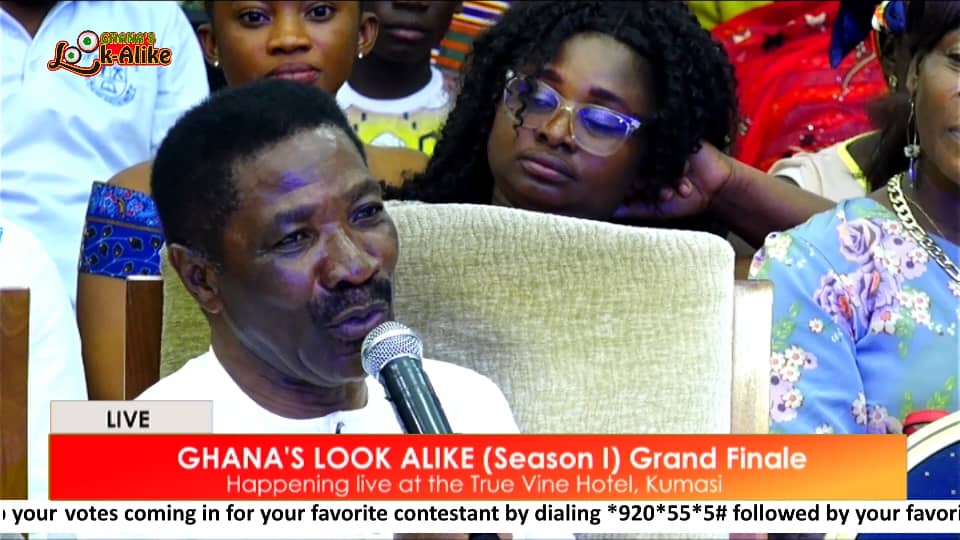 GHANA'S
Look-Alike
LIVE
GHANA'S LOOK ALIKE (Season I) Grand Finale
Happening live at the True Vine Hotel, Kumasi
your votes coming in for your favorite contestant by dialing *920*55*5# followed by your favori